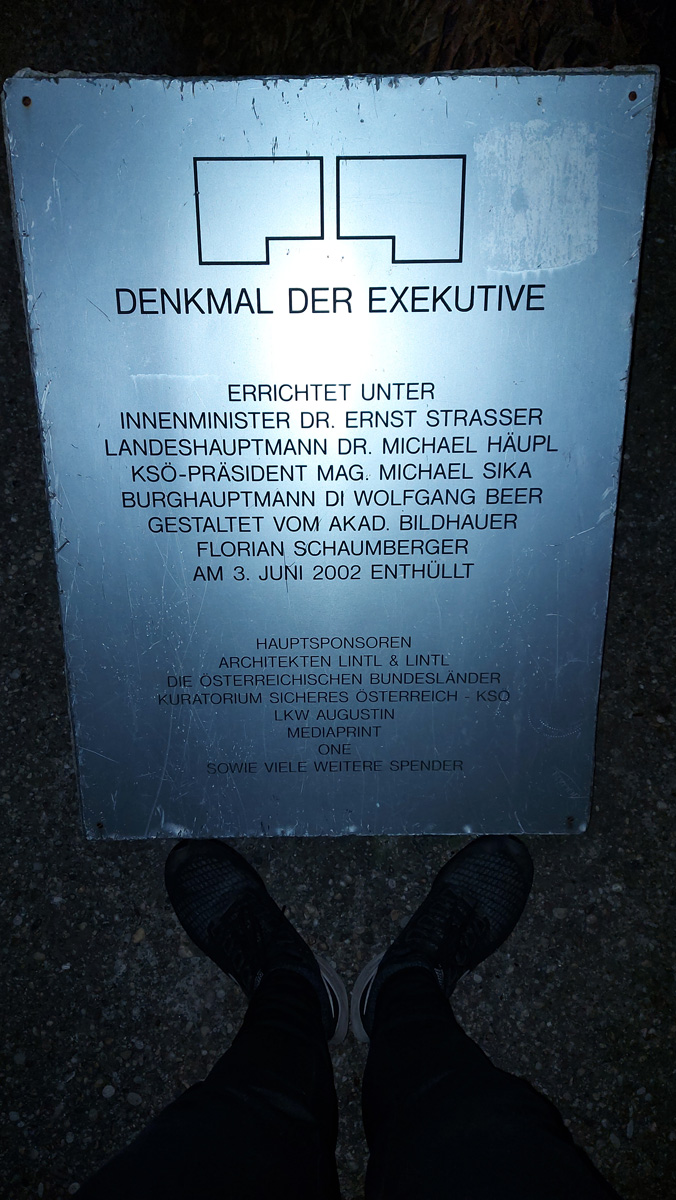 DENKMAL DER EXEKUTIVE
ERRICHTET UNTER
INNENMINISTER DR. ERNST STRASSER
LANDESHAUPTMANN DR. MICHAEL HÄUPL
KSÖ-PRÄSIDENT MAG. MICHAEL SIKA
BURGHAUPTMANN DI WOLFGANG BEER
GESTALTET VOM AKAD. BILDHAUER
FLORIAN SCHAUMBERGER
AM 3. JUNI 2002 ENTHÜLLT
HAUPTSPONSOREN
ARCHITEKTEN LINTL & LINTL
DIE ÖSTERREICHISCHEN BUNDESLÄNDER
KURATORIUM SICHERES ÖSTERREICH - KSÖ
LKW AUGUSTIN
MEDIAPRINT
ONE
SOWIE VIELE WEITERE SPENDER